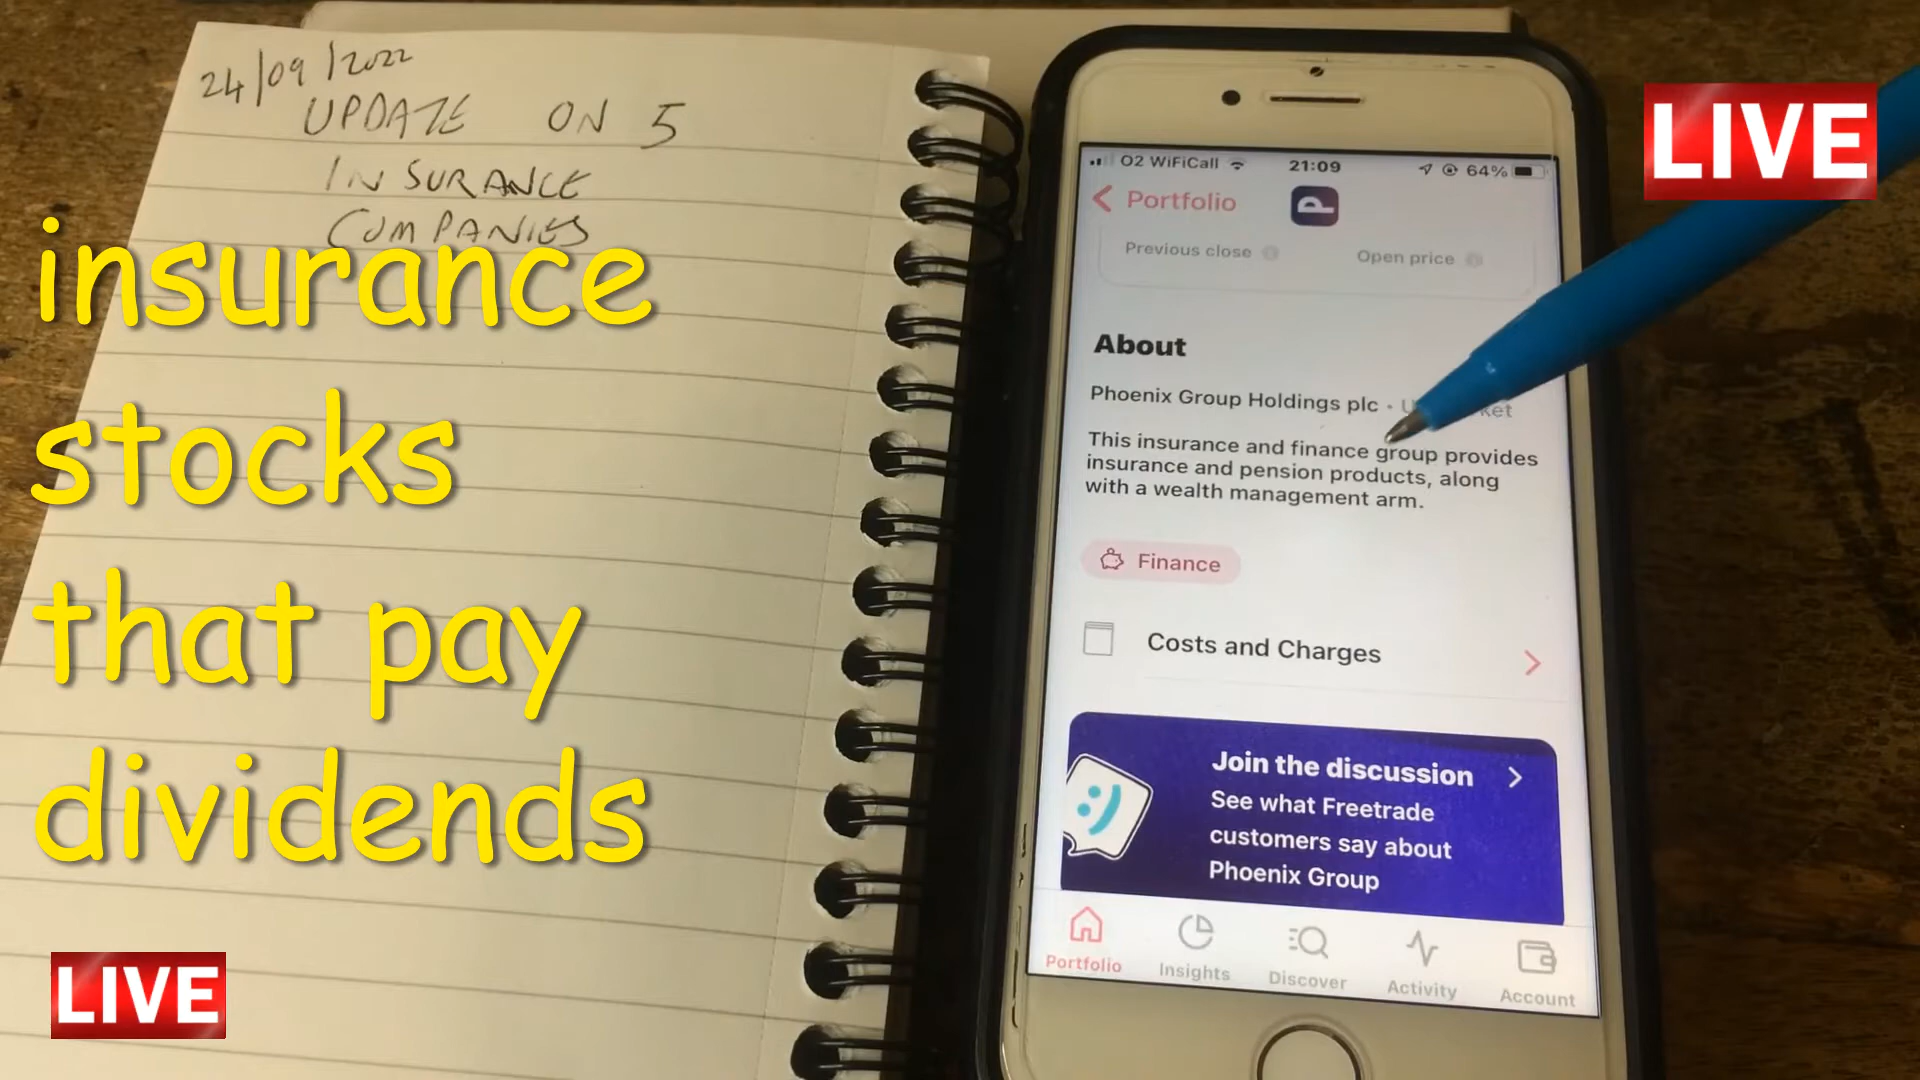 24/09/2022
UPDATE ON 5
INSURANCE
COMPANIES
insurance
stocks
that pay
dividends
LIVE
LIVE
O2 WiFiCall 21:09 64%
Portfolio
Previous close Open price
About
Phoenix Group Holdings plc •
This insurance and finance group provides
insurance and pension products, along
with a wealth management arm.
Finance
Costs and Charges
Join the discussion
See what Freetrade
customers say about
Phoenix Group
Portfolio Insights Discover Activity Account